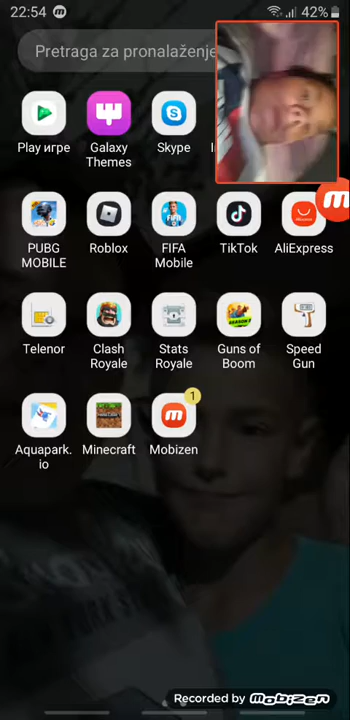 22:54
42%
Pretraga za pronalaženje
Play игре
Galaxy Themes
Skype
PUBG MOBILE
Roblox
FIFA Mobile
TikTok
AliExpress
Telenor
Clash Royale
Stats Royale
Guns of Boom
Speed Gun
Aquapark.io
Minecraft
1
Mobizen
Recorded by Mobizen